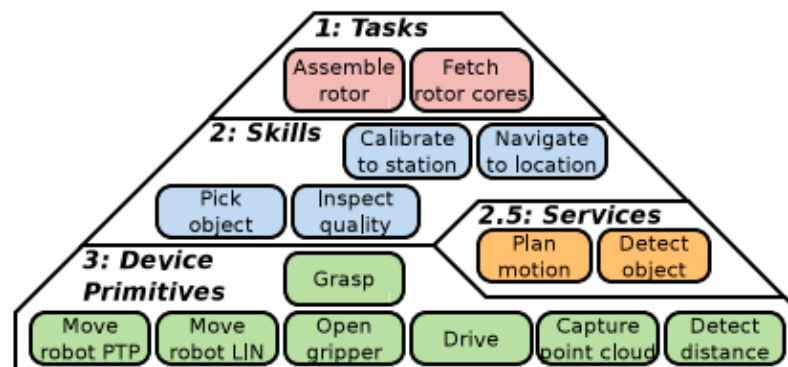 1: Tasks
Assemble
rotor
Fetch
rotor cores
2: Skills
Calibrate
to station
Navigate
to location
Pick
object
Inspect
quality
2.5: Services
Plan
motion
Detect
object
3: Device
Primitives
Grasp
Move
robot PTP
Move
robot LIN
Open
gripper
Drive
Capture
point cloud
Detect
distance